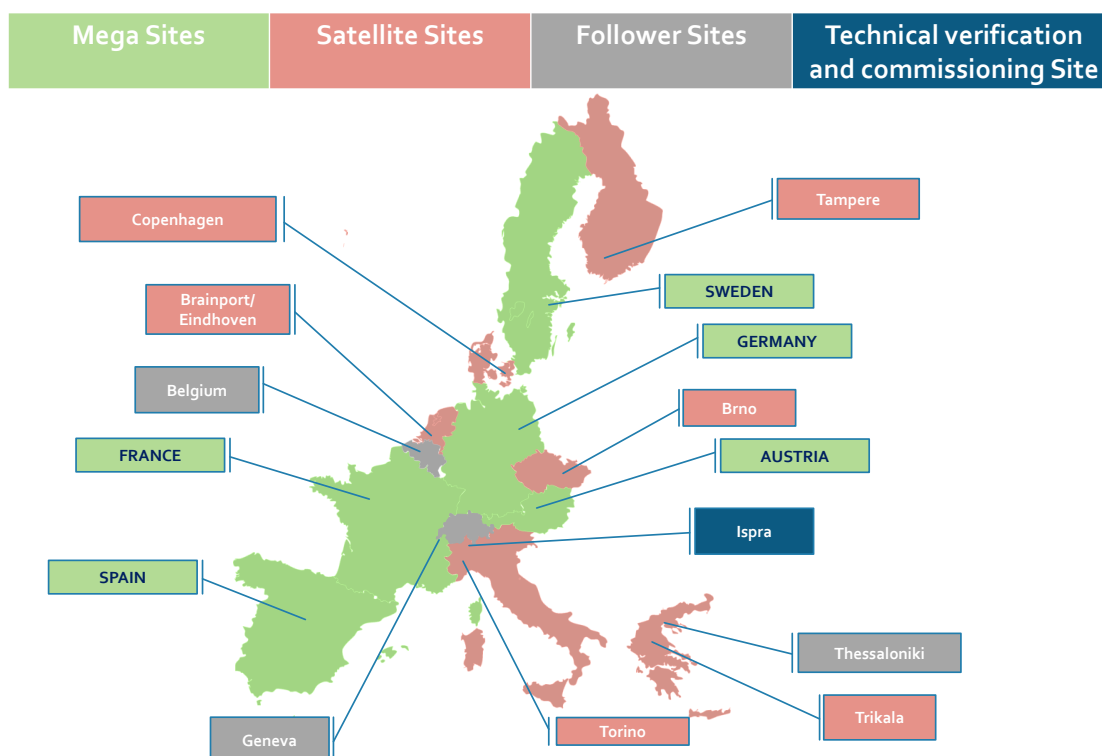 Mega Sites
Satellite Sites
Follower Sites
Technical verification
and commissioning Site
Copenhagen
Tampere
Brainport/
Eindhoven
SWEDEN
GERMANY
Belgium
Brno
FRANCE
AUSTRIA
Ispra
SPAIN
Thessaloniki
Trikala
Geneva
Torino